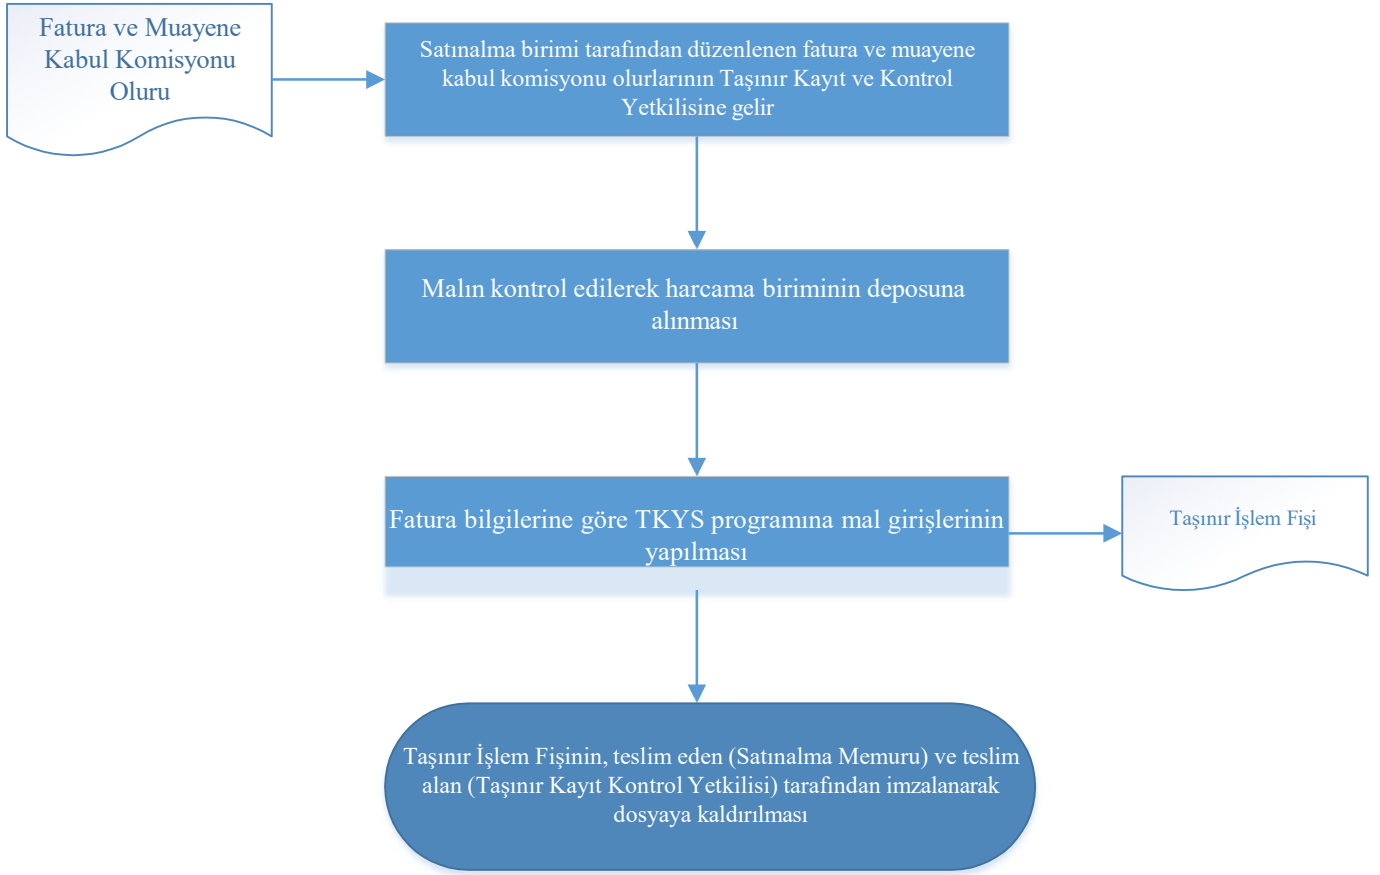 Fatura ve Muayene
Kabul Komisyonu
Oluru
Satınalma birimi tarafından düzenlenen fatura ve muayene
kabul komisyonu olurlarının Taşınır Kayıt ve Kontrol
Yetkilisine gelir
Malın kontrol edilerek harcama biriminin deposuna
alınması
Fatura bilgilerine göre TKYS programına mal girişlerinin
yapılması
Taşınır İşlem Fişi
Taşınır İşlem Fişinin, teslim eden (Satınalma Memuru) ve teslim
alan (Taşınır Kayıt Kontrol Yetkilisi) tarafından imzalanarak
dosyaya kaldırılması